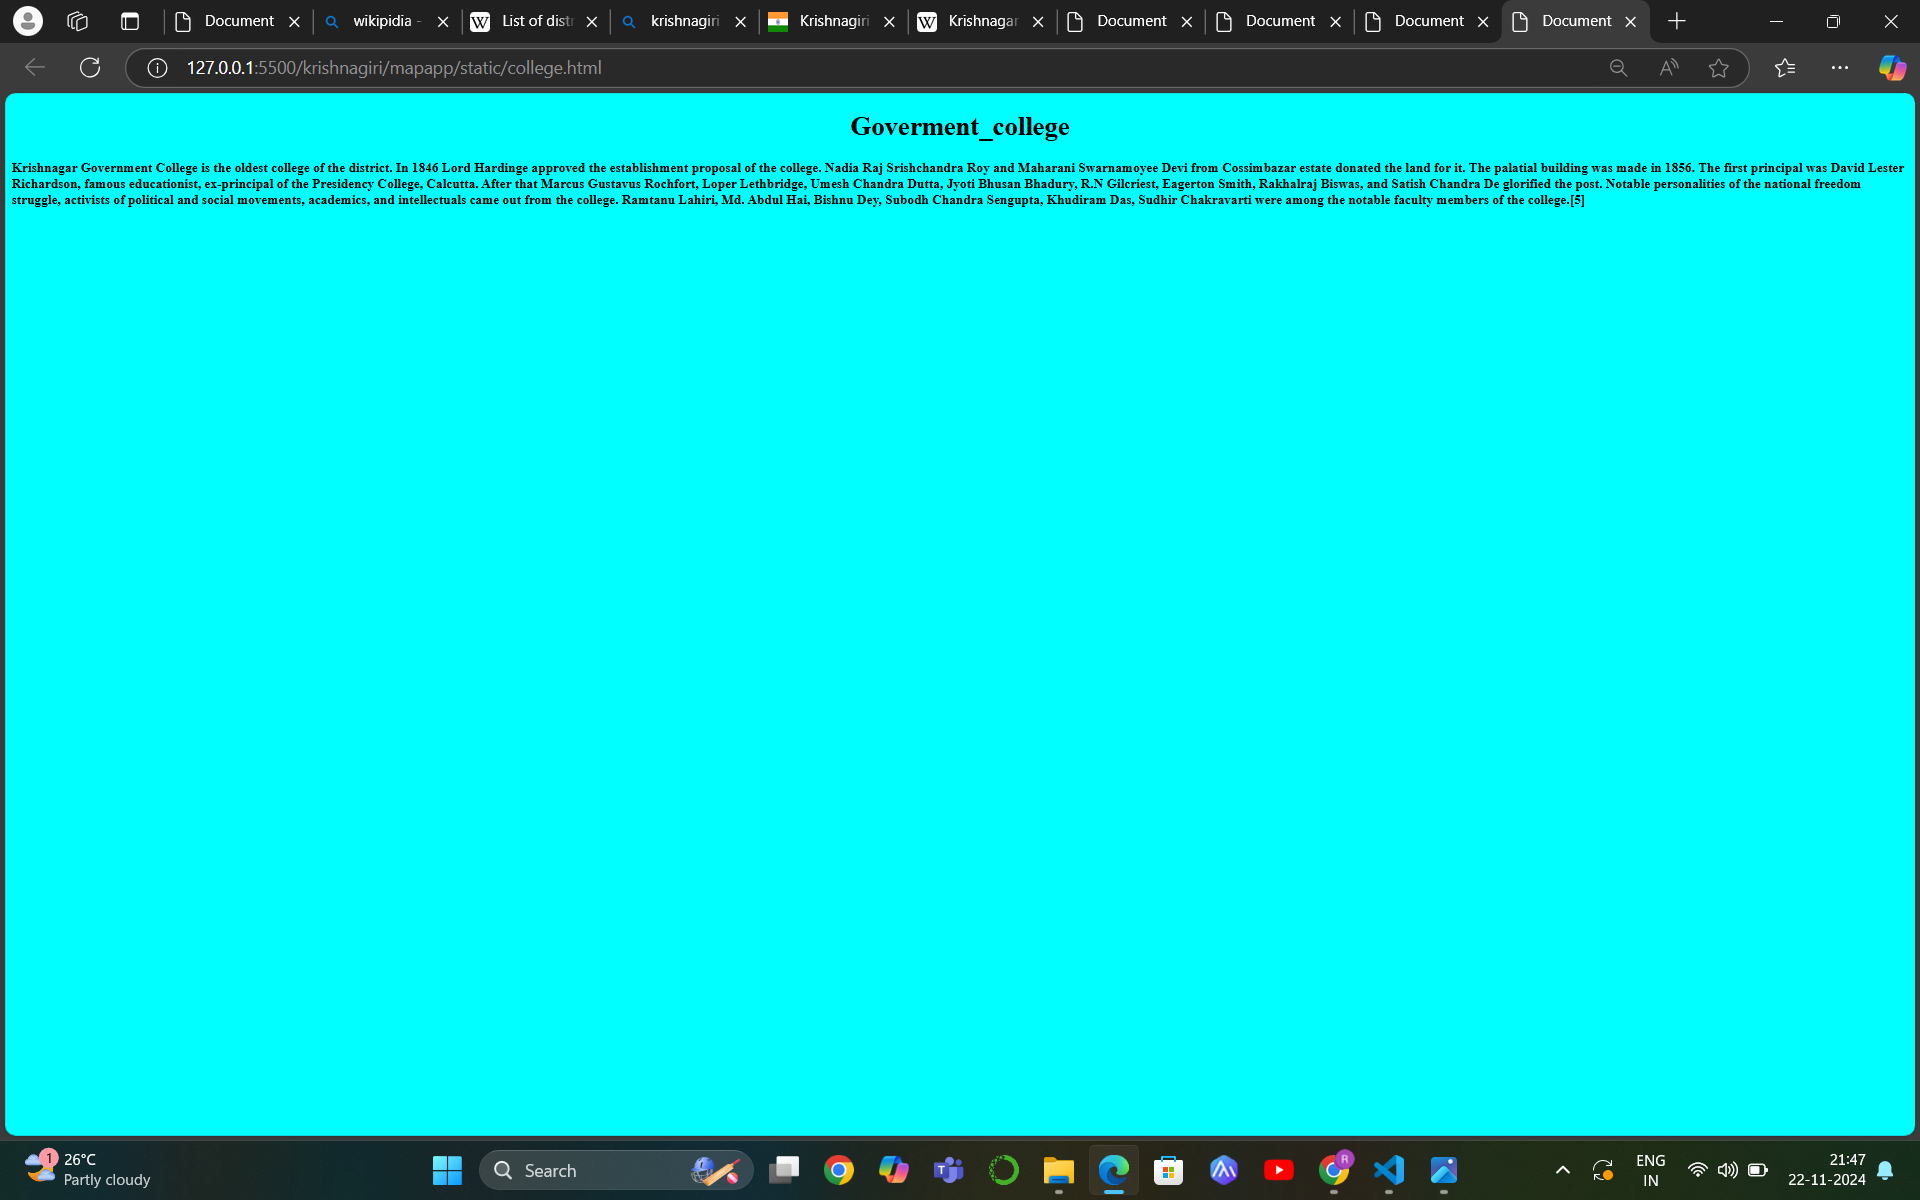 Document
wikipidia -
List of distr
krishnagiri
Krishnagiri
Krishnagar
Document
Document
Document
Document
127.0.0.1:5500/krishnagiri/mapapp/static/college.html
Goverment_college
Krishnagar Government College is the oldest college of the district. In 1846 Lord Hardinge approved the establishment proposal of the college. Nadia Raj Srishchandra Roy and Maharani Swarnamoyee Devi from Cossimbazar estate donated the land for it. The palatial building was made in 1856. The first principal was David Lester
Richardson, famous educationist, ex-principal of the Presidency College, Calcutta. After that Marcus Gustavus Rochfort, Loper Lethbridge, Umesh Chandra Dutta, Jyoti Bhusan Bhadury, R.N Gilcriest, Eagerton Smith, Rakhalraj Biswas, and Satish Chandra De glorified the post. Notable personalities of the national freedom
struggle, activists of political and social movements, academics, and intellectuals came out from the college. Ramtanu Lahiri, Md. Abdul Hai, Bishnu Dey, Subodh Chandra Sengupta, Khudiram Das, Sudhir Chakravarti were among the notable faculty members of the college.[5]
1
26°C
Partly cloudy
Search
R
ENG
IN
21:47
22-11-2024